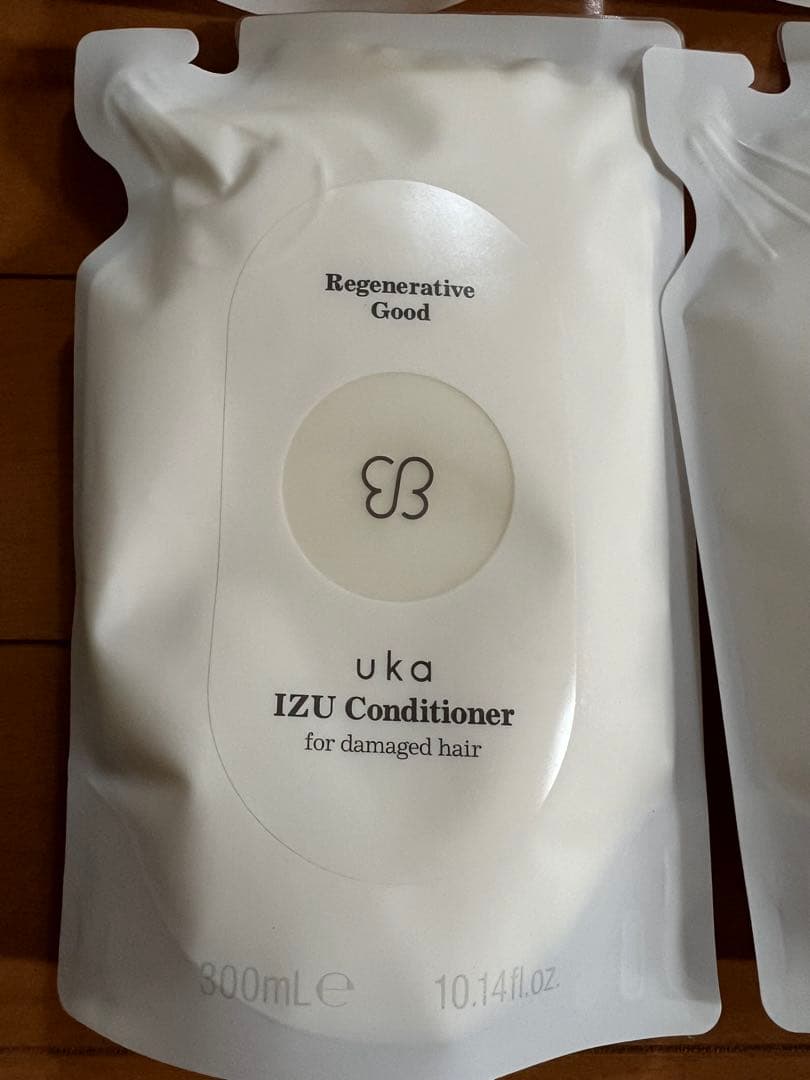 Regenerative
Good
uka
IZU Conditioner
for damaged hair
300mL℮ 10.14fl.oz.